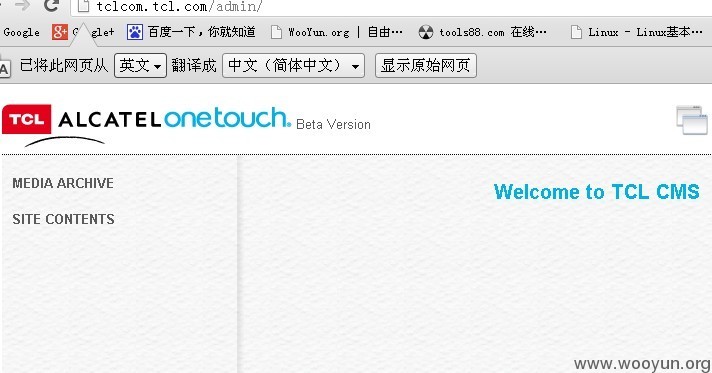 tclcom.tcl.com/admin/
Google Google+ 百度一下，你就知道 WooYun.org | 自由… tools88.com 在线… Linux - Linux基本…
已将此网页从 英文 翻译成 中文（简体中文） 显示原始网页
TCL ALCATEL onetouch. Beta Version
MEDIA ARCHIVE
Welcome to TCL CMS
SITE CONTENTS
www.wooyun.org